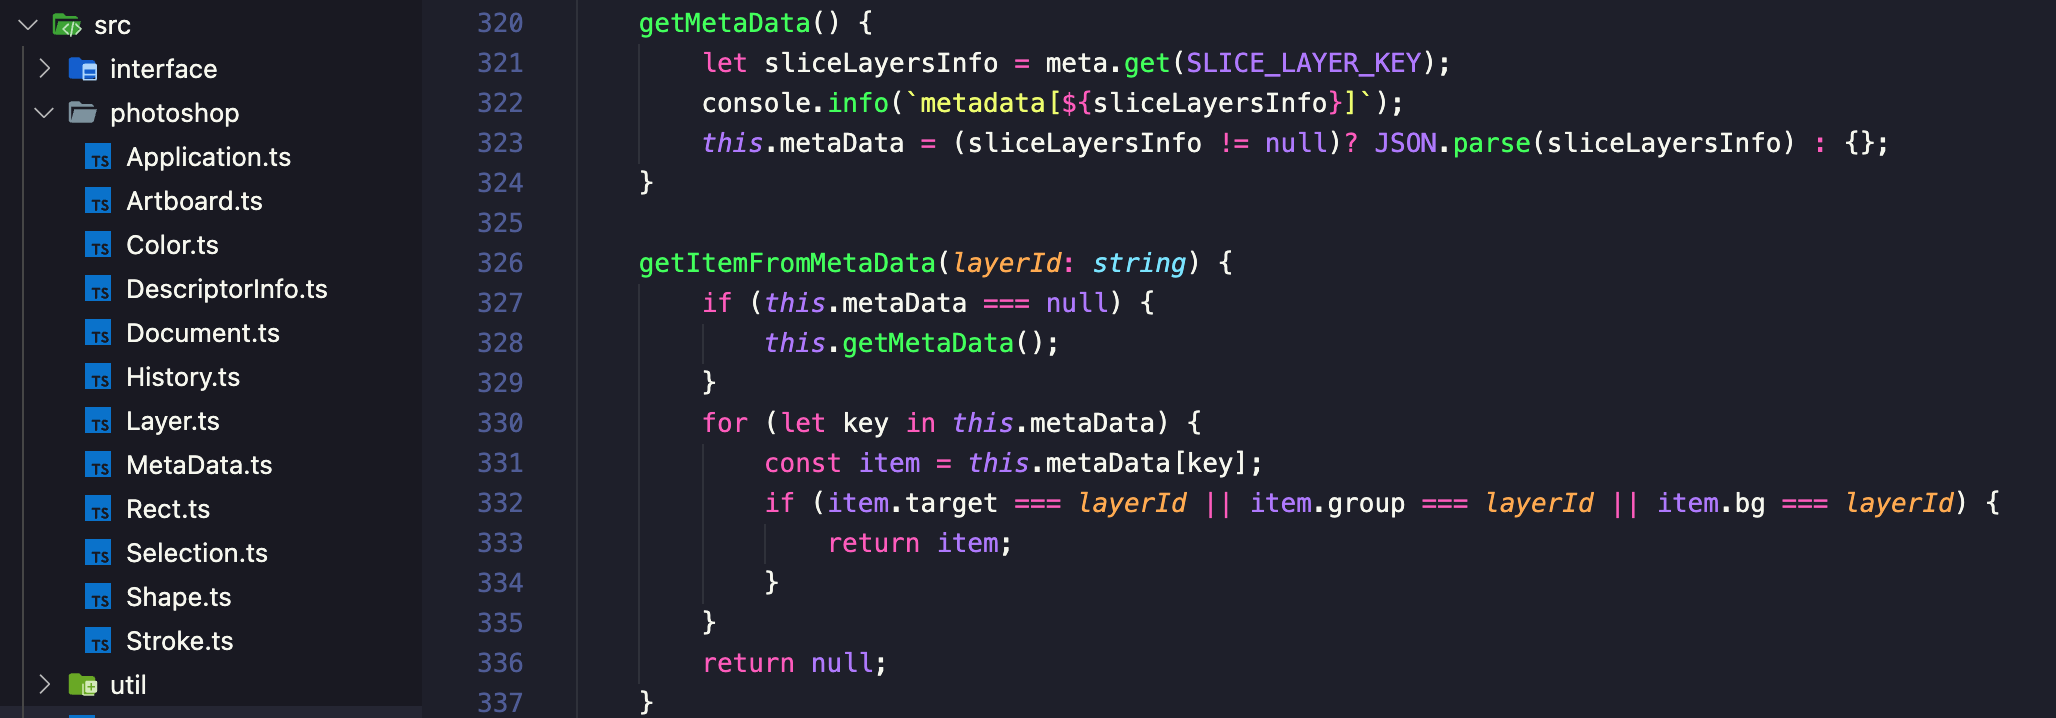 src
interface
photoshop
TS Application.ts
TS Artboard.ts
TS Color.ts
TS DescriptorInfo.ts
TS Document.ts
TS History.ts
TS Layer.ts
TS MetaData.ts
TS Rect.ts
TS Selection.ts
TS Shape.ts
TS Stroke.ts
util
320 getMetaData() {
321 let sliceLayersInfo = meta.get(SLICE_LAYER_KEY);
322 console.info(`metadata[${sliceLayersInfo}]`);
323 this.metaData = (sliceLayersInfo != null)? JSON.parse(sliceLayersInfo) : {};
324 }
325
326 getItemFromMetaData(layerId: string) {
327 if (this.metaData === null) {
328 this.getMetaData();
329 }
330 for (let key in this.metaData) {
331 const item = this.metaData[key];
332 if (item.target === layerId || item.group === layerId || item.bg === layerId) {
333 return item;
334 }
335 }
336 return null;
337 }